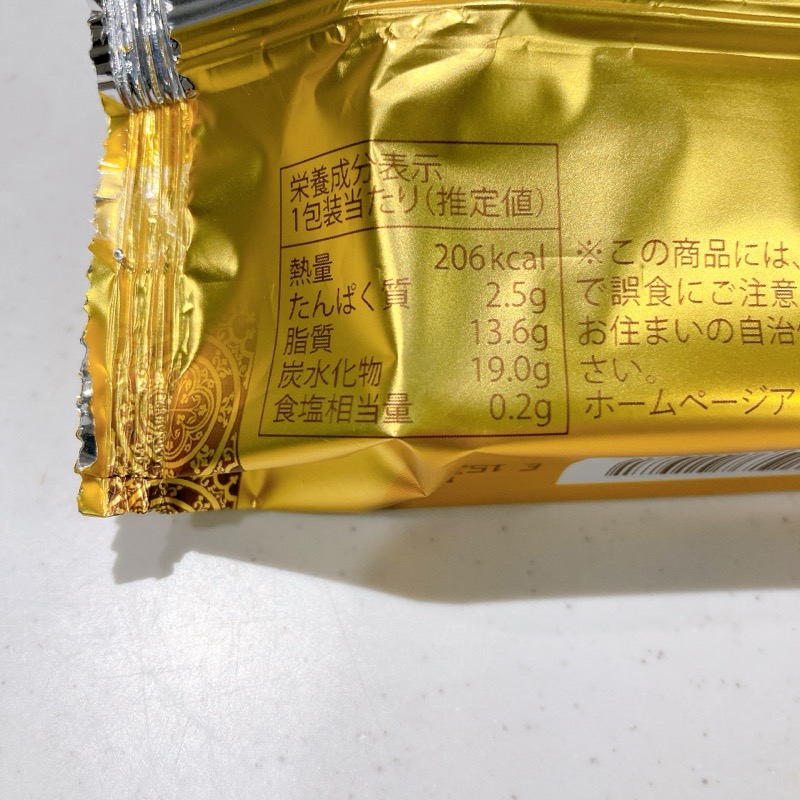 栄養成分表示
1包装当たり(推定値)
熱量 206kcal
たんぱく質 2.5g
脂質 13.6g
炭水化物 19.0g
食塩相当量 0.2g
※この商品には、
で誤食にご注意
お住まいの自治
さい。
ホームページア